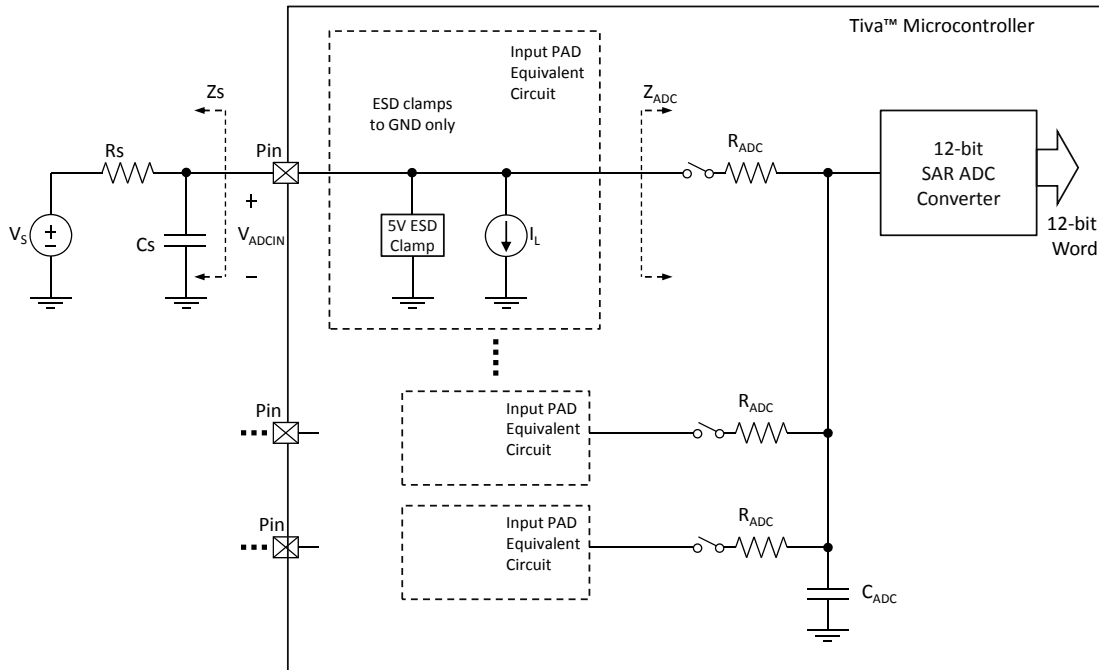 Tiva™ Microcontroller
Input PAD
Equivalent
Circuit
ESD clamps
to GND only
Zs
Z_ADC
Rs
Pin
R_ADC
12-bit
SAR ADC
Converter
+
V_S
+
−
Cs
V_ADCIN
5V ESD
Clamp
I_L
12-bit
Word
−
Pin
Input PAD
Equivalent
Circuit
R_ADC
Pin
Input PAD
Equivalent
Circuit
R_ADC
C_ADC